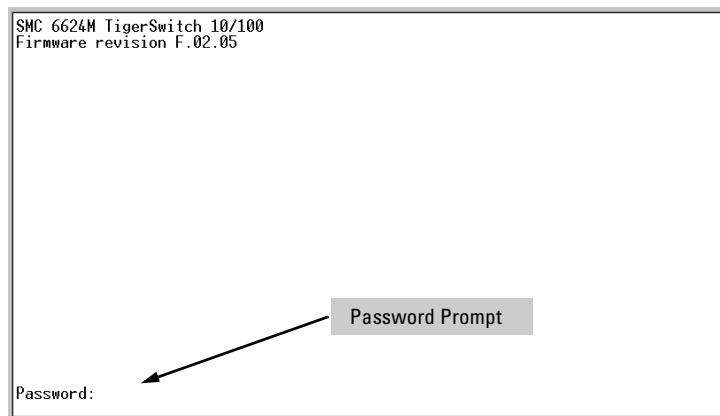 SMC 6624M TigerSwitch 10/100
Firmware revision F.02.05
Password Prompt
Password: